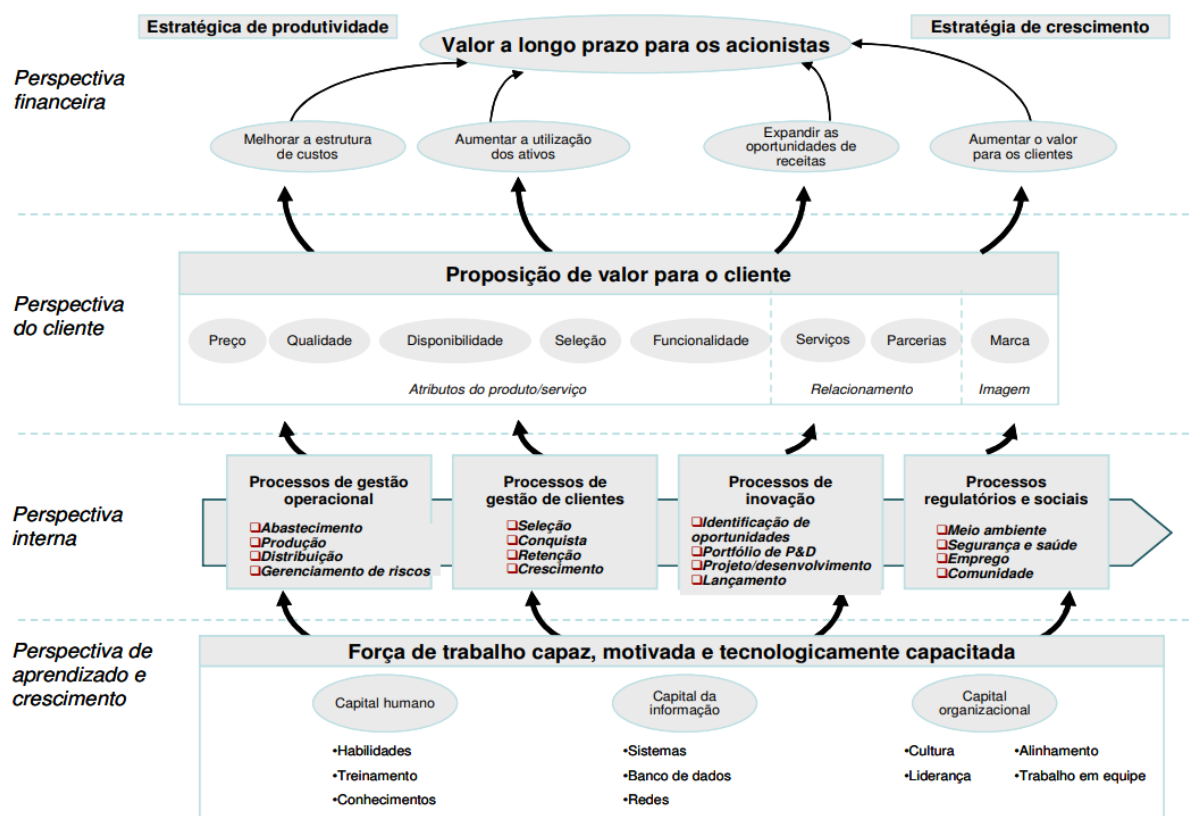 Estratégica de produtividade
Estratégia de crescimento
Valor a longo prazo para os acionistas
Perspectiva
financeira
Melhorar a estrutura
de custos
Aumentar a utilização
dos ativos
Expandir as
oportunidades de
receitas
Aumentar o valor
para os clientes
Proposição de valor para o cliente
Perspectiva
do cliente
Preço
Qualidade
Disponibilidade
Seleção
Funcionalidade
Serviços
Parcerias
Marca
Atributos do produto/serviço
Relacionamento
Imagem
Perspectiva
interna
Processos de gestão
operacional
❑Abastecimento
❑Produção
❑Distribuição
❑Gerenciamento de riscos
Processos de
gestão de clientes
❑Seleção
❑Conquista
❑Retenção
❑Crescimento
Processos de
inovação
❑Identificação de
oportunidades
❑Portfólio de P&D
❑Projeto/desenvolvimento
❑Lançamento
Processos
regulatórios e sociais
❑Meio ambiente
❑Segurança e saúde
❑Emprego
❑Comunidade
Perspectiva de
aprendizado e
crescimento
Força de trabalho capaz, motivada e tecnologicamente capacitada
Capital humano
•Habilidades
•Treinamento
•Conhecimentos
Capital da
informação
•Sistemas
•Banco de dados
•Redes
Capital
organizacional
•Cultura
•Liderança
•Alinhamento
•Trabalho em equipe